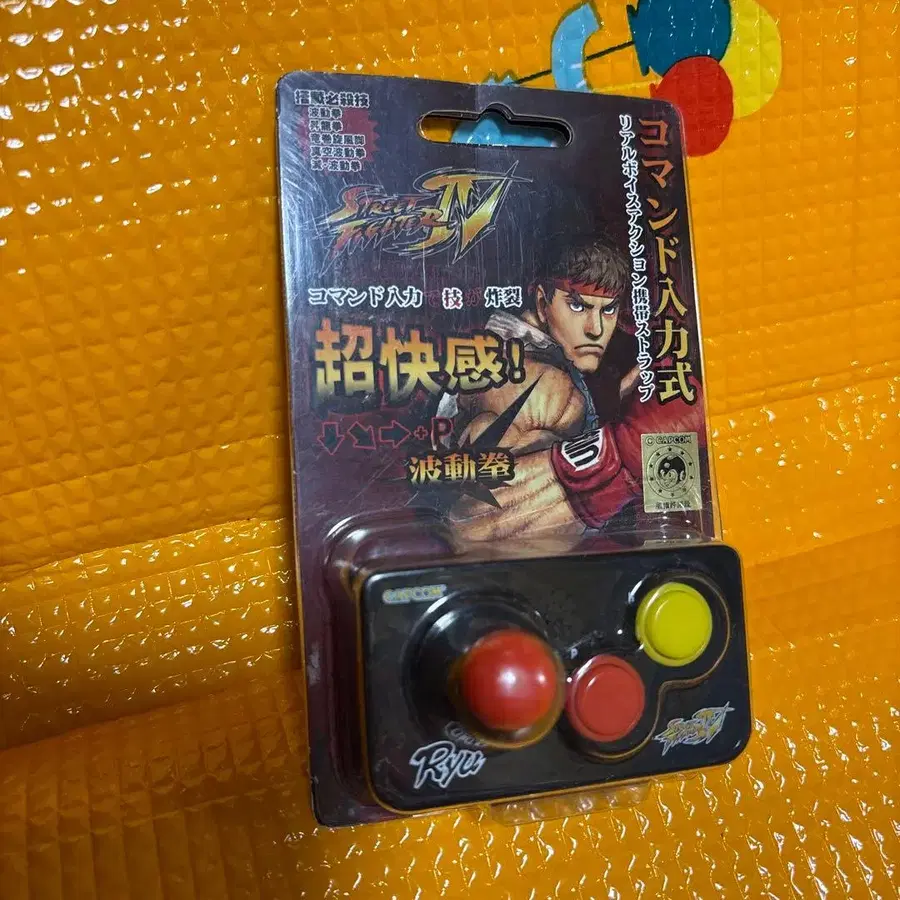 搭載必殺技
波動拳
昇龍拳
竜巻旋風脚
真空波動拳
滅・波動拳
STREET
FIGHTER IV
コマンド入力で技が炸裂
超快感!
+P
波動拳
コマンド入力式
リアルボイスアクション携帯ストラップ
© CAPCOM
CAPCOM
Ryu
STREET FIGHTER IV